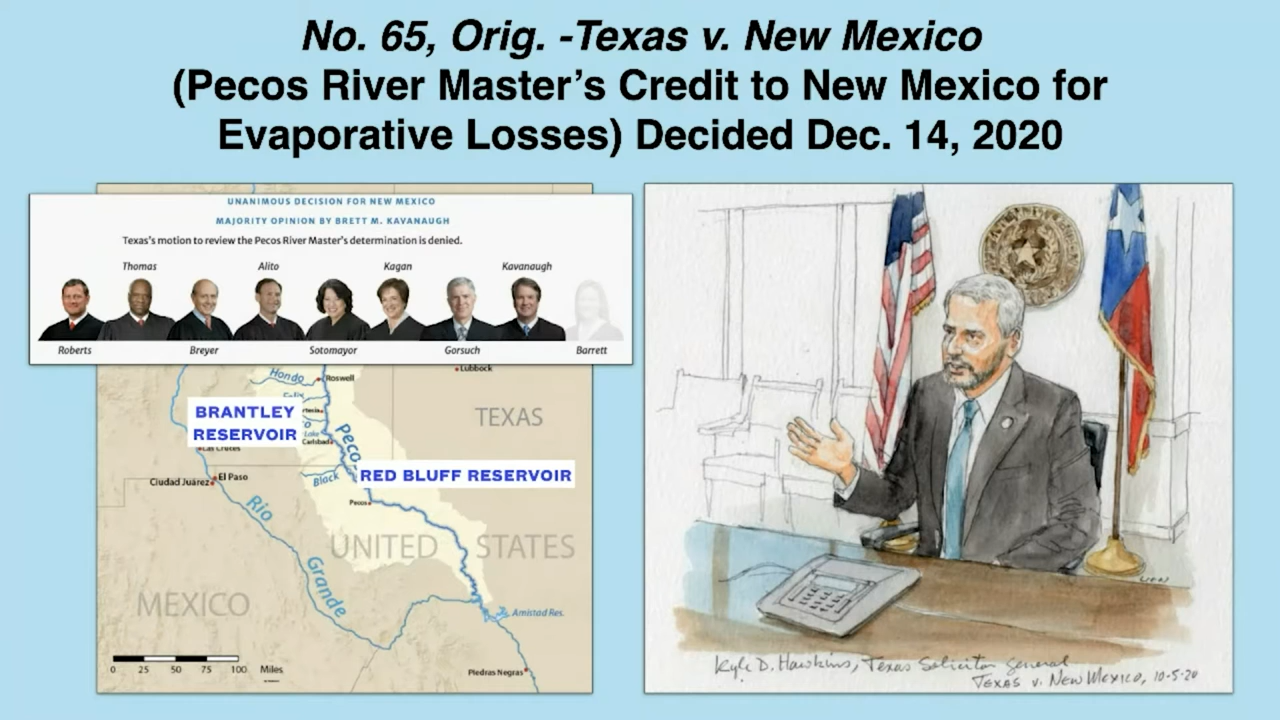 No. 65, Orig. -Texas v. New Mexico
(Pecos River Master's Credit to New Mexico for
Evaporative Losses) Decided Dec. 14, 2020
UNANIMOUS DECISION FOR NEW MEXICO
MAJORITY OPINION BY BRETT M. KAVANAUGH
Texas's motion to review the Pecos River Master's determination is denied.
Thomas
Alito
Kagan
Kavanaugh
Roberts
Breyer
Sotomayor
Gorsuch
Barrett
Hondo
Roswell
Lubbock
BRANTLEY
RESERVOIR
Lake
Carlsbad
TEXAS
Peco
Las Cruces
Black
RED BLUFF RESERVOIR
Ciudad Juárez
El Paso
Pecos
Rio
Grande
UNITED STATES
MEXICO
Amistad Res.
0 25 50 75 100 Miles
Piedras Negras
Kyle D. Hawkins, Texas Solicitor General
Texas v. New Mexico, 10-5-20